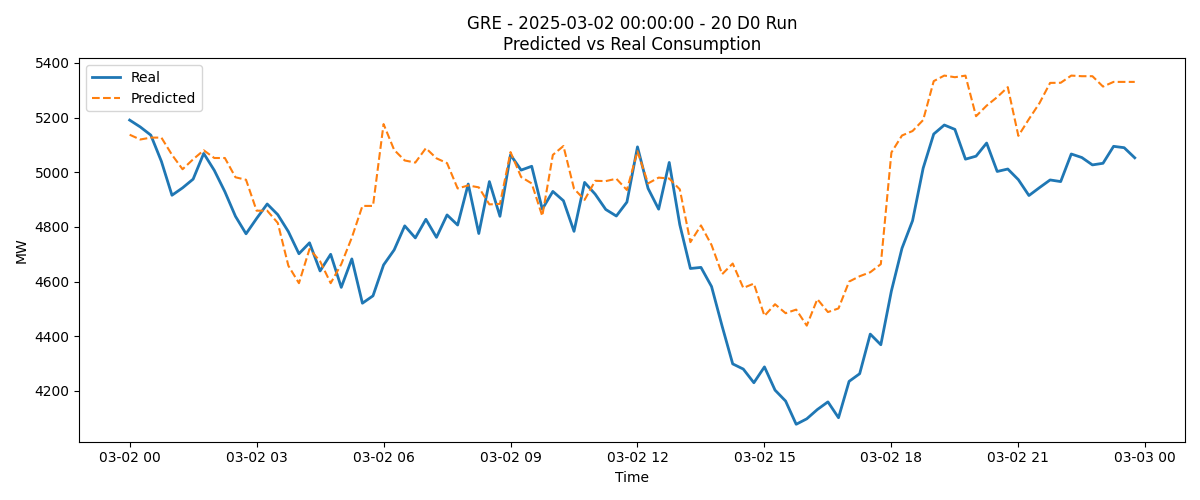 GRE - 2025-03-02 00:00:00 - 20 D0 Run
Predicted vs Real Consumption
Real
Predicted
MW
5400
5200
5000
4800
4600
4400
4200
03-02 00
03-02 03
03-02 06
03-02 09
03-02 12
03-02 15
03-02 18
03-02 21
03-03 00
Time